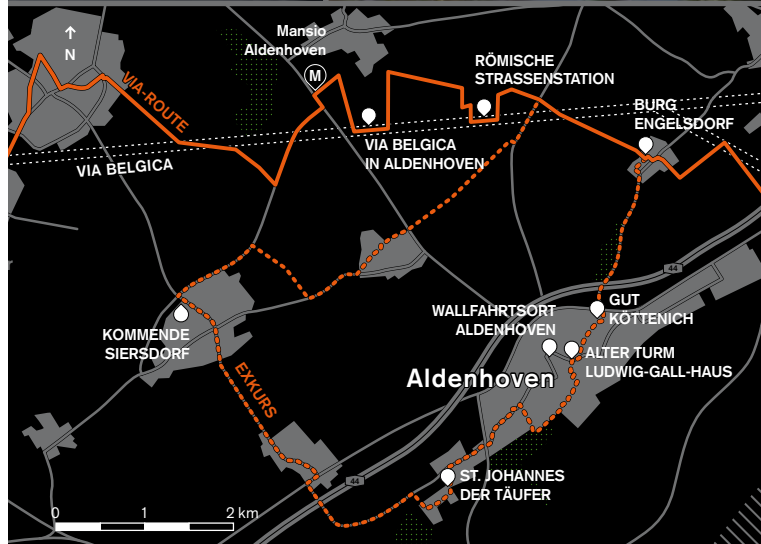 ↑
N
Mansio
Aldenhoven
M
RÖMISCHE
STRASSENSTATION
VIA-ROUTE
BURG
ENGELSDORF
VIA BELGICA
IN ALDENHOVEN
VIA BELGICA
44
GUT
KÖTTENICH
WALLFAHRTSORT
ALDENHOVEN
KOMMENDE
SIERSDORF
ALTER TURM
LUDWIG-GALL-HAUS
EXKURS
Aldenhoven
ST. JOHANNES
DER TÄUFER
44
0 1 2 km